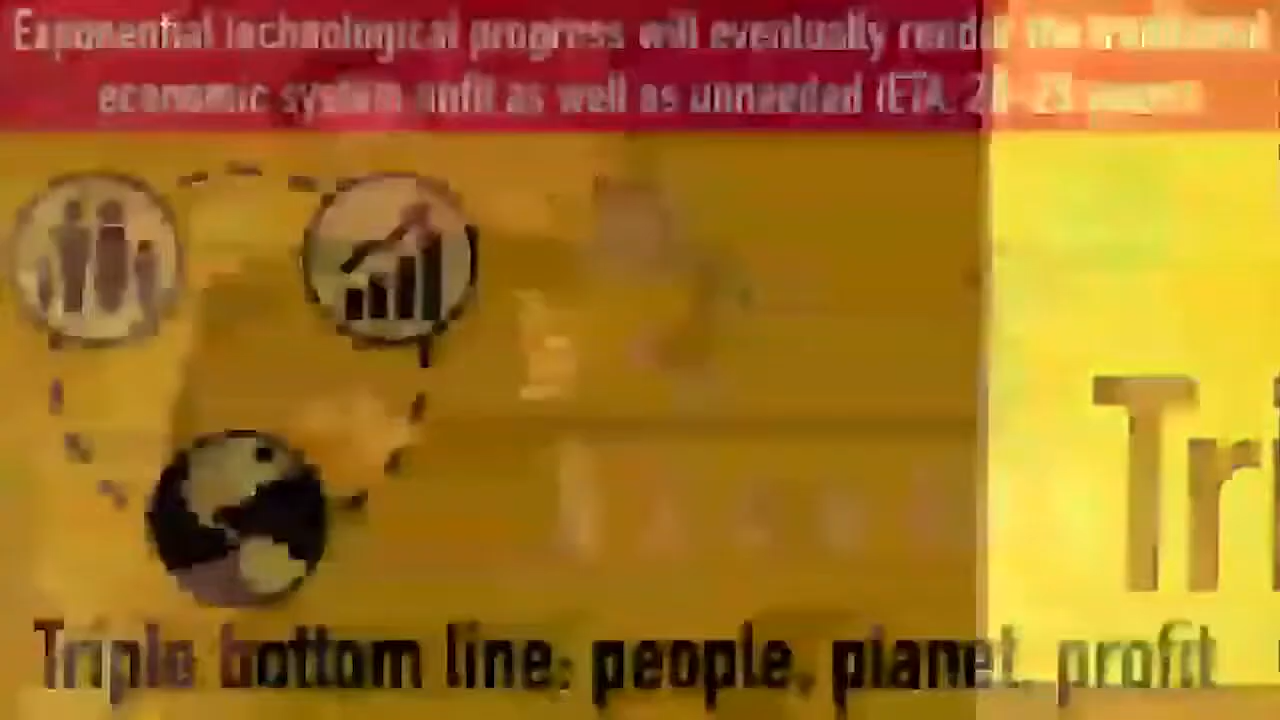 Exponential technological progress will eventually render the traditional
economic system unfit as well as unneeded (ETA: 
Tri
Triple bottom line: people, planet, profit